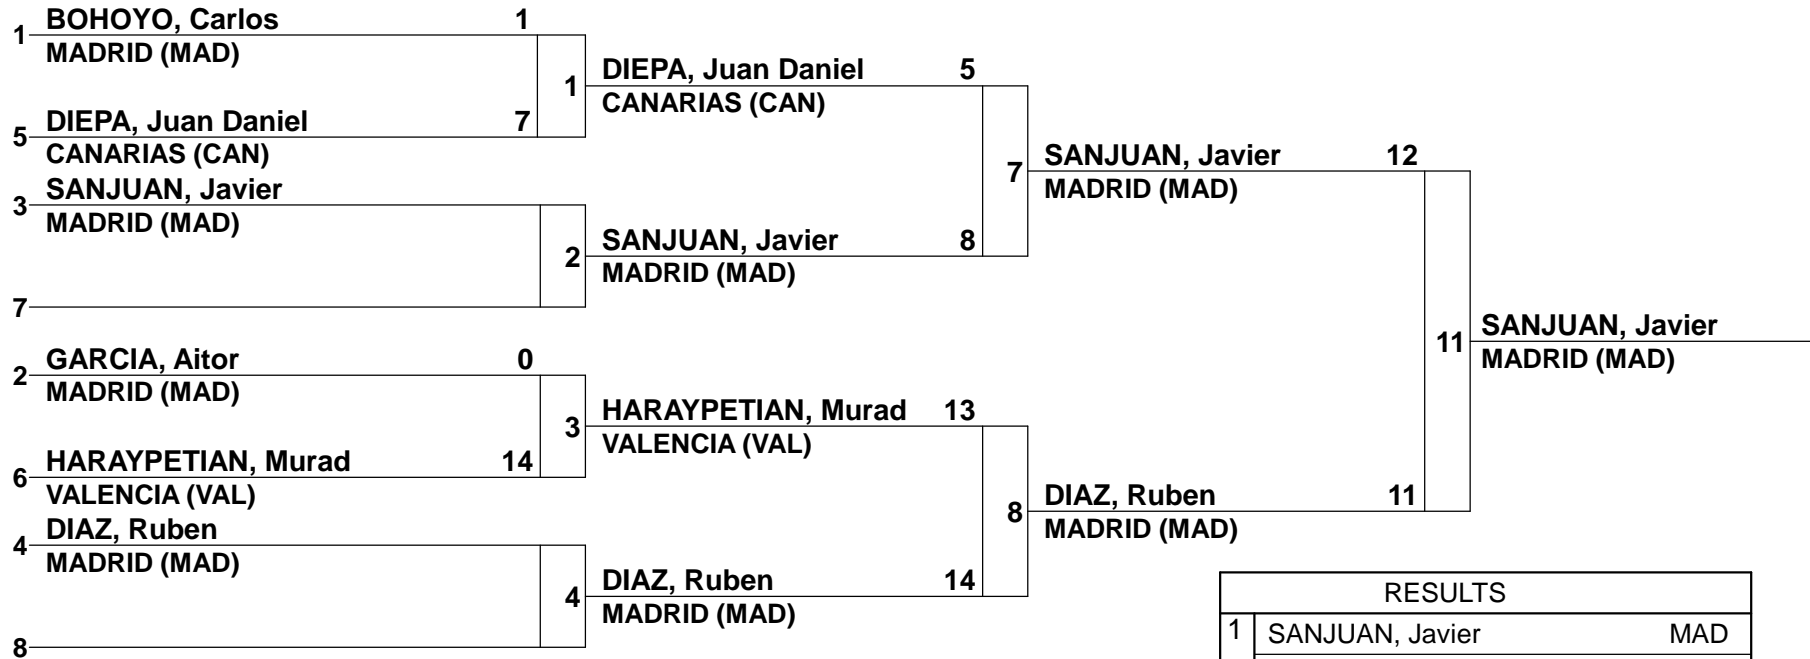 BOHOYO, Carlos 1
1
MADRID (MAD)
DIEPA, Juan Daniel 7
5
CANARIAS (CAN)
SANJUAN, Javier
3
MADRID (MAD)
7
GARCIA, Aitor 0
2
MADRID (MAD)
HARAYPETIAN, Murad 14
6
VALENCIA (VAL)
DIAZ, Ruben
4
MADRID (MAD)
8
1
DIEPA, Juan Daniel 5
CANARIAS (CAN)
2
SANJUAN, Javier 8
MADRID (MAD)
3
HARAYPETIAN, Murad 13
VALENCIA (VAL)
4
DIAZ, Ruben 14
MADRID (MAD)
7
SANJUAN, Javier 12
MADRID (MAD)
8
DIAZ, Ruben 11
MADRID (MAD)
11
SANJUAN, Javier
MADRID (MAD)
RESULTS
1 SANJUAN, Javier MAD